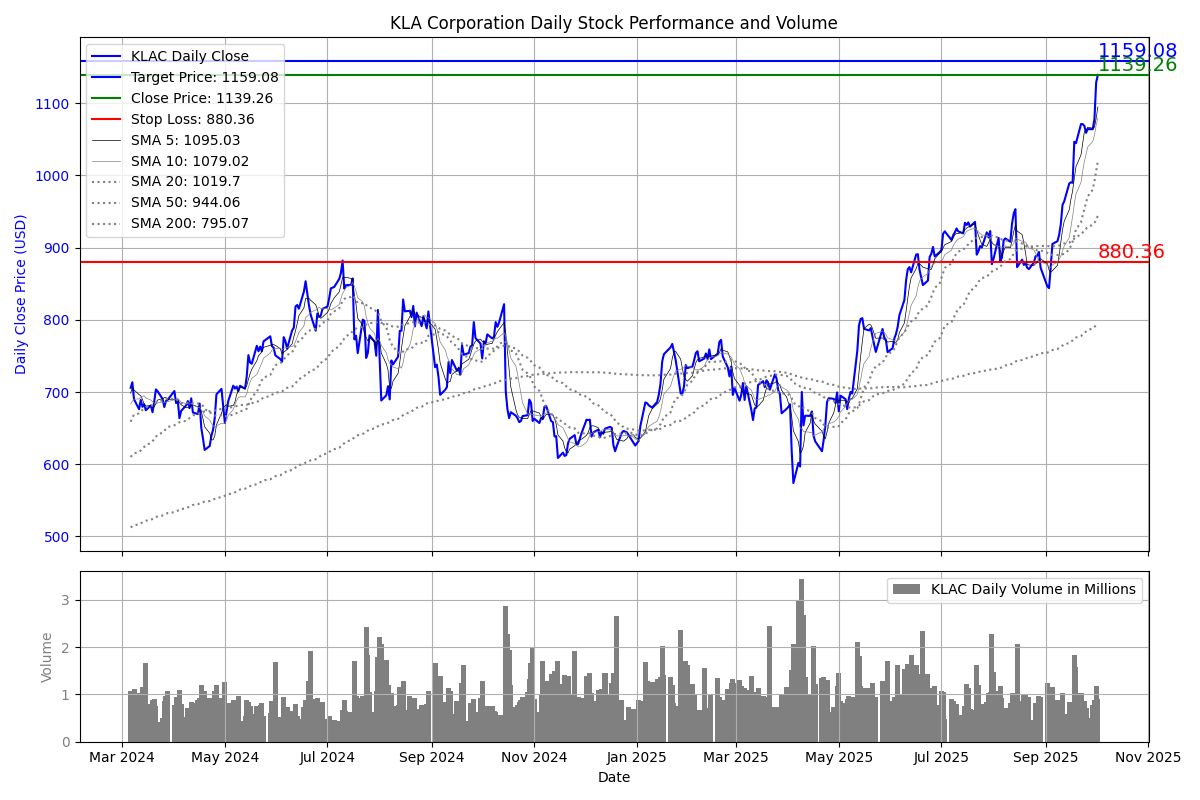 KLA Corporation Daily Stock Performance and Volume
KLAC Daily Close
Target Price: 1159.08
Close Price: 1139.26
Stop Loss: 880.36
SMA 5: 1095.03
SMA 10: 1079.02
SMA 20: 1019.7
SMA 50: 944.06
SMA 200: 795.07
1159.08
1139.26
880.36
Daily Close Price (USD)
1100
1000
900
800
700
600
500
KLAC Daily Volume in Millions
Volume
3
2
1
0
Mar 2024 May 2024 Jul 2024 Sep 2024 Nov 2024 Jan 2025 Mar 2025 May 2025 Jul 2025 Sep 2025 Nov 2025
Date